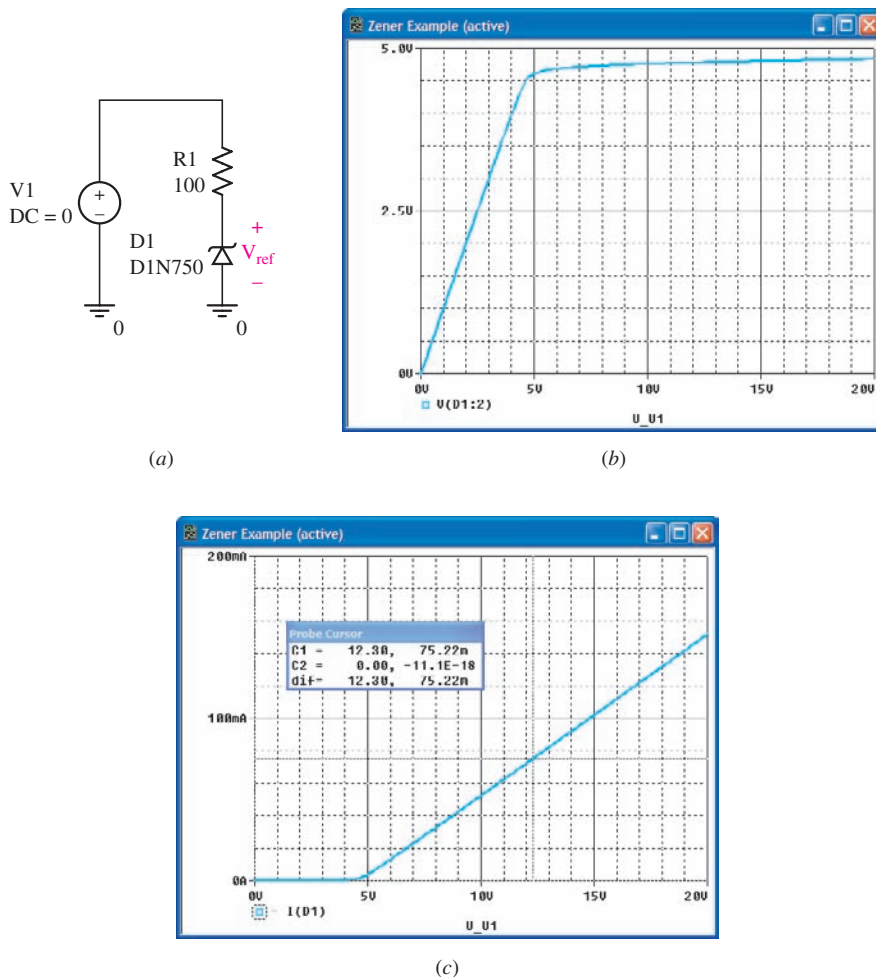 V1
DC = 0
+
−
0
R1
100
D1
D1N750
+
V_ref
−
0
(a)
Zener Example (active)
5.0V
2.5V
0V
0V 5V 10V 15V 20V
V(D1:2)
V_V1
(b)
Zener Example (active)
200mA
100mA
0A
Probe Cursor
C1 = 12.30, 75.22m
C2 = 0.00, -11.1E-18
dif= 12.30, 75.22m
0V 5V 10V 15V 20V
- I(D1)
V_V1
(c)